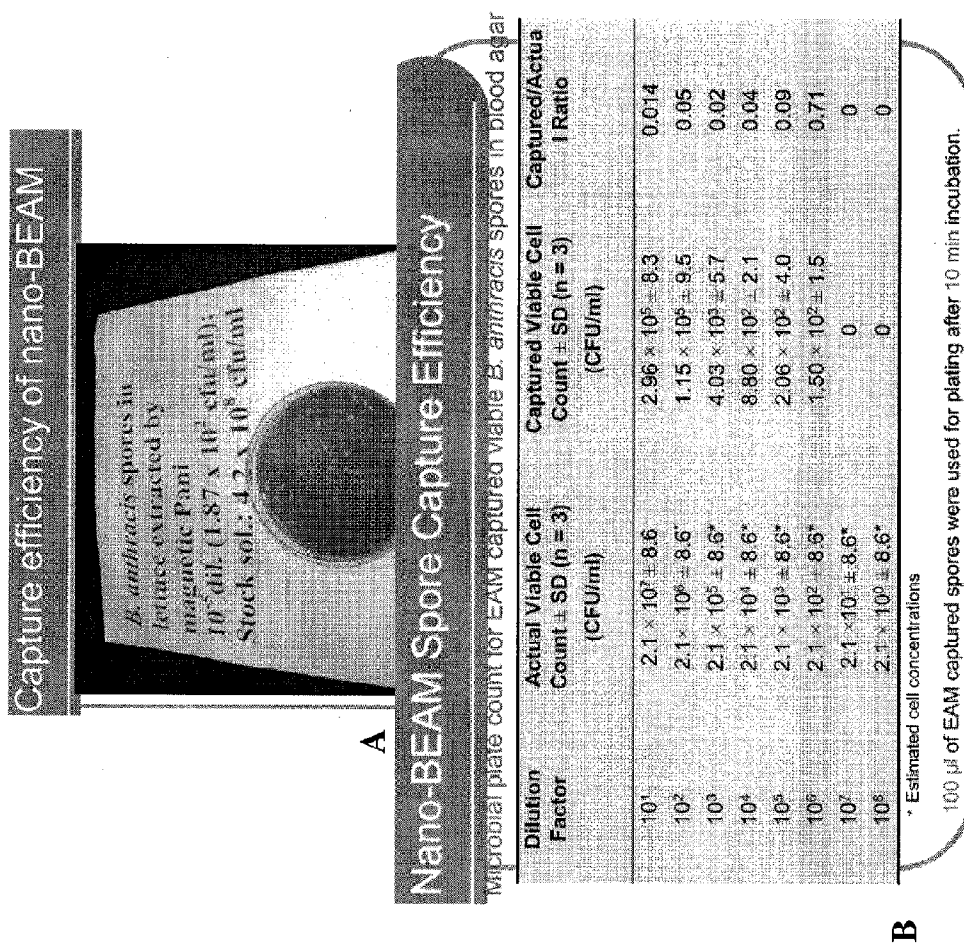 Capture efficiency of nano-BEAM
B. anthracis spores in
letuce extracted by
magnetic Pani
10⁻⁵ dil. (1.87 x 10³ cfu/ml);
Stock sol.: 4.2 x 10⁸ cfu/ml
A
Nano-BEAM Spore Capture Efficiency
Microbial plate count for EAM captured viable B. anthracis spores in blood agar
Dilution Factor | Actual Viable Cell Count ± SD (n = 3) (CFU/ml) | Captured Viable Cell Count ± SD (n = 3) (CFU/ml) | Captured/Actua l Ratio
10¹ 2.1 × 10⁷ ± 8.6 2.96 × 10⁵ ± 8.3 0.014
10² 2.1 × 10⁶ ± 8.6* 1.15 × 10⁵ ± 9.5 0.05
10³ 2.1 × 10⁵ ± 8.6* 4.03 × 10³ ± 5.7 0.02
10⁴ 2.1 × 10⁴ ± 8.6* 8.80 × 10² ± 2.1 0.04
10⁵ 2.1 × 10³ ± 8.6* 2.06 × 10² ± 4.0 0.09
10⁶ 2.1 × 10² ± 8.6* 1.50 × 10² ± 1.5 0.71
10⁷ 2.1 ×10¹ ± 8.6* 0 0
10⁸ 2.1 × 10⁰ ± 8.6* 0 0
* Estimated cell concentrations
100 µl of EAM captured spores were used for plating after 10 min incubation.
B